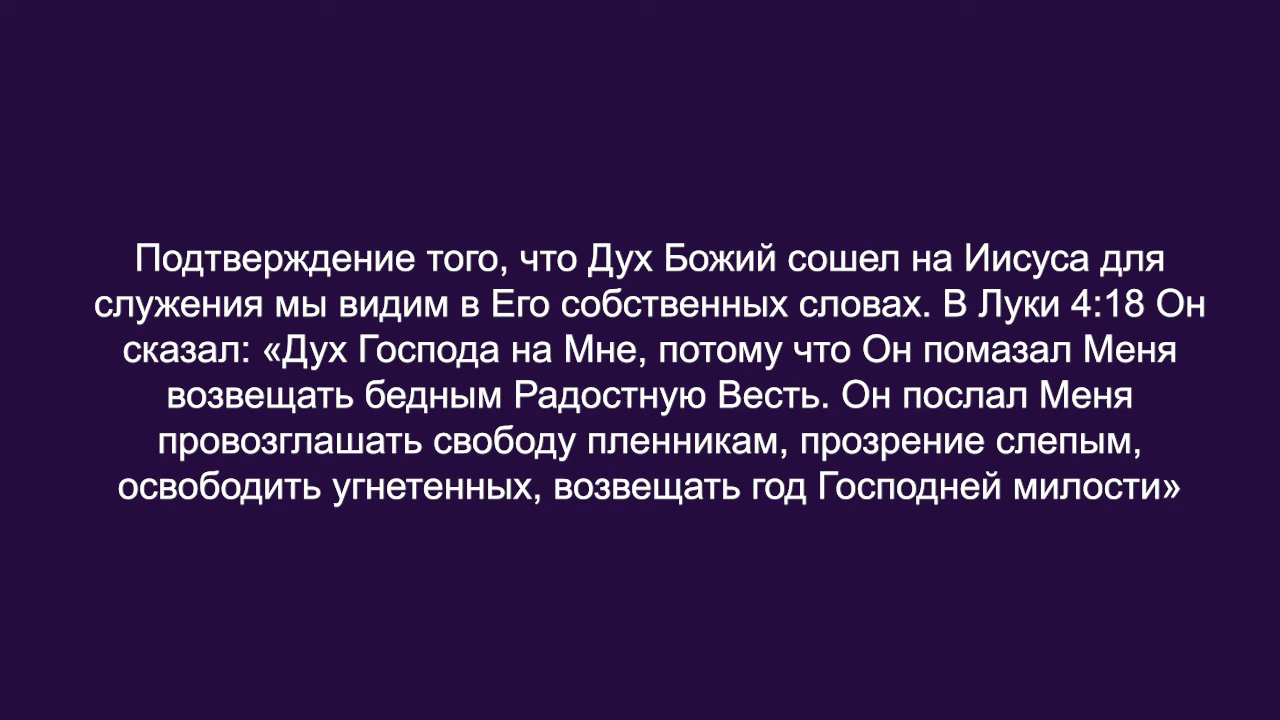 Подтверждение того, что Дух Божий сошел на Иисуса для
служения мы видим в Его собственных словах. В Луки 4:18 Он
сказал: «Дух Господа на Мне, потому что Он помазал Меня
возвещать бедным Радостную Весть. Он послал Меня
провозглашать свободу пленникам, прозрение слепым,
освободить угнетенных, возвещать год Господней милости»